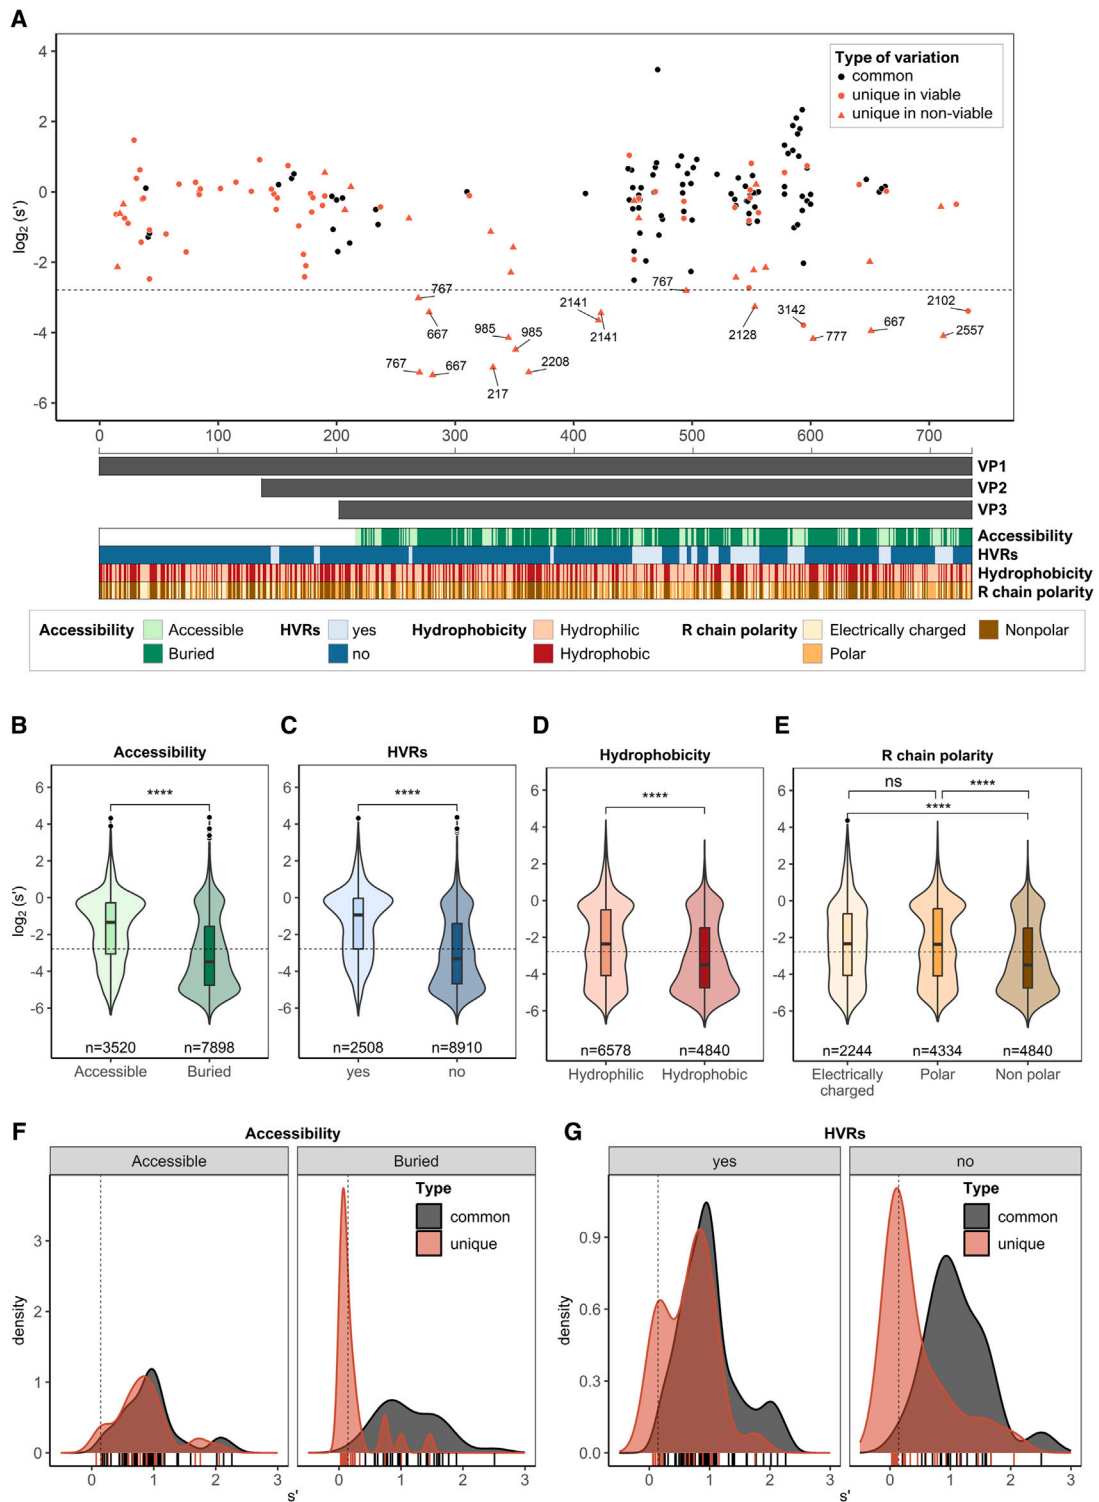 A
Type of variation
common
unique in viable
unique in non-viable
4
2
0
-2
-4
-6
log2 (s')
767
667
767
667
985
985
217
2208
2141
2141
767
2128
3142
777
667
2102
2557
0 100 200 300 400 500 600 700
VP1
VP2
VP3
Accessibility
HVRs
Hydrophobicity
R chain polarity
Accessibility Accessible HVRs yes Hydrophobicity Hydrophilic R chain polarity Electrically charged Nonpolar
Buried no Hydrophobic Polar
B
Accessibility
****
6
4
2
0
-2
-4
-6
log2 (s')
n=3520 n=7898
Accessible Buried
C
HVRs
****
6
4
2
0
-2
-4
-6
n=2508 n=8910
yes no
D
Hydrophobicity
****
6
4
2
0
-2
-4
-6
n=6578 n=4840
Hydrophilic Hydrophobic
E
R chain polarity
ns ****
****
6
4
2
0
-2
-4
-6
n=2244 n=4334 n=4840
Electrically Polar Non polar
charged
F
Accessibility
Accessible Buried
Type
common
unique
3
2
1
0
density
0 1 2 3 0 1 2 3
s'
G
HVRs
yes no
Type
common
unique
0.9
0.6
0.3
0.0
density
0 1 2 3 0 1 2 3
s'